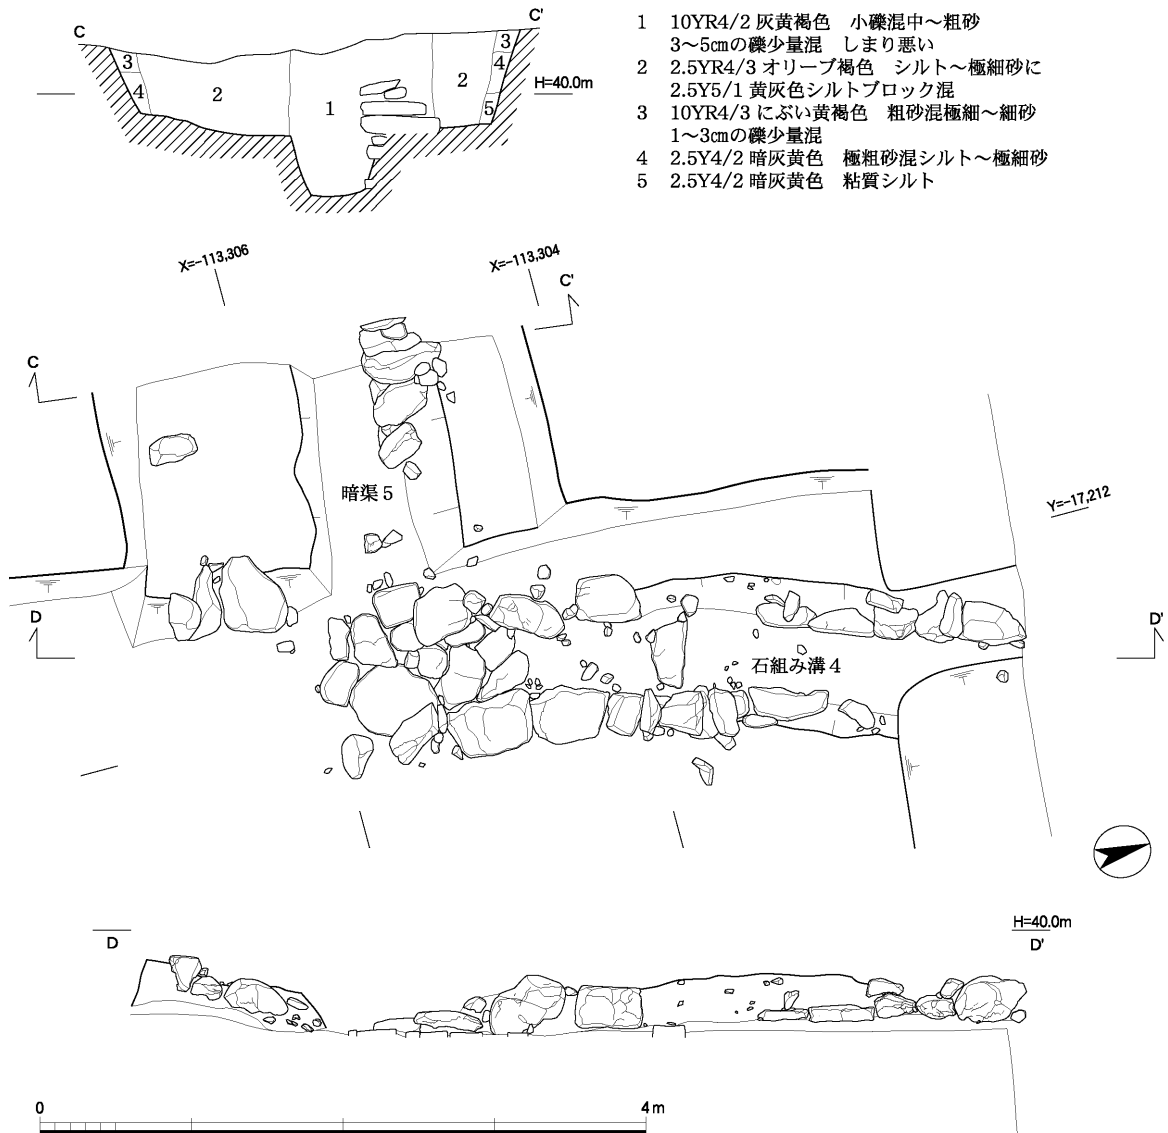 C
C'
3
4
2
1
2
3
4
5
H=40.0m
1 10YR4/2 灰黄褐色 小礫混中～粗砂
3～5㎝の礫少量混 しまり悪い
2 2.5YR4/3 オリーブ褐色 シルト～極細砂に
2.5Y5/1 黄灰色シルトブロック混
3 10YR4/3 にぶい黄褐色 粗砂混極細～細砂
1～3㎝の礫少量混
4 2.5Y4/2 暗灰黄色 極粗砂混シルト～極細砂
5 2.5Y4/2 暗灰黄色 粘質シルト
X=-113,306
X=-113,304
C'
C
暗渠５
Y=-17,212
D
D'
石組み溝４
D
H=40.0m
D'
0
4m